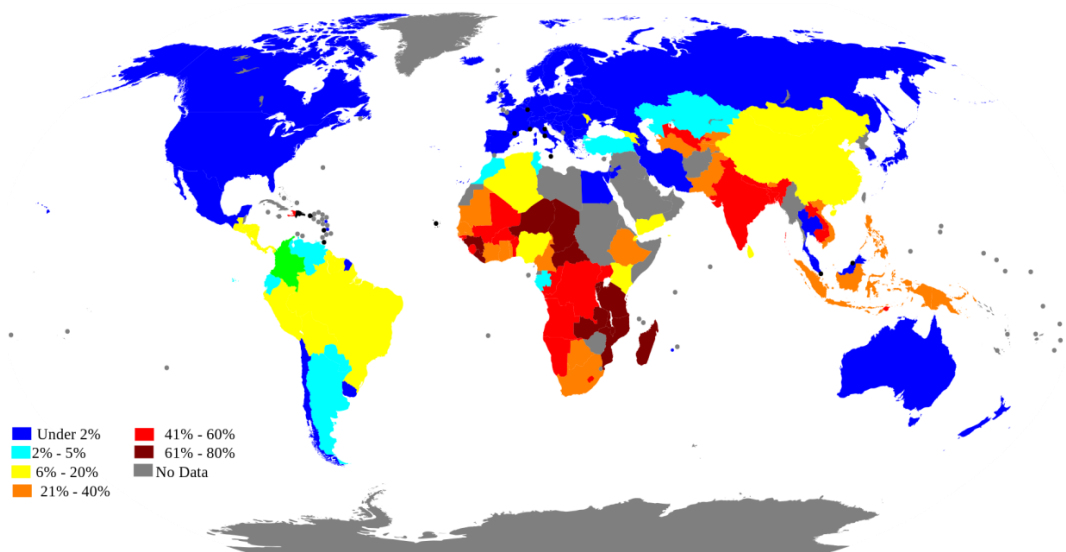 Under 2%
2% - 5%
6% - 20%
21% - 40%
41% - 60%
61% - 80%
No Data